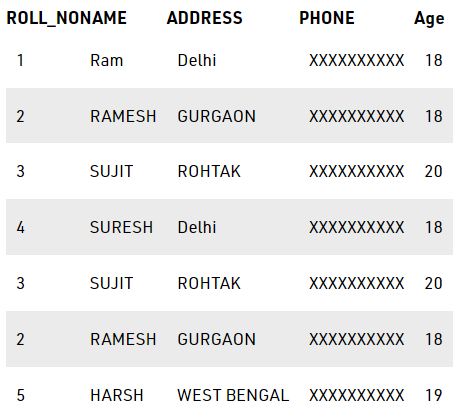 ROLL_NONAME ADDRESS PHONE Age
1 Ram Delhi XXXXXXXXXX 18
2 RAMESH GURGAON XXXXXXXXXX 18
3 SUJIT ROHTAK XXXXXXXXXX 20
4 SURESH Delhi XXXXXXXXXX 18
3 SUJIT ROHTAK XXXXXXXXXX 20
2 RAMESH GURGAON XXXXXXXXXX 18
5 HARSH WEST BENGAL XXXXXXXXXX 19